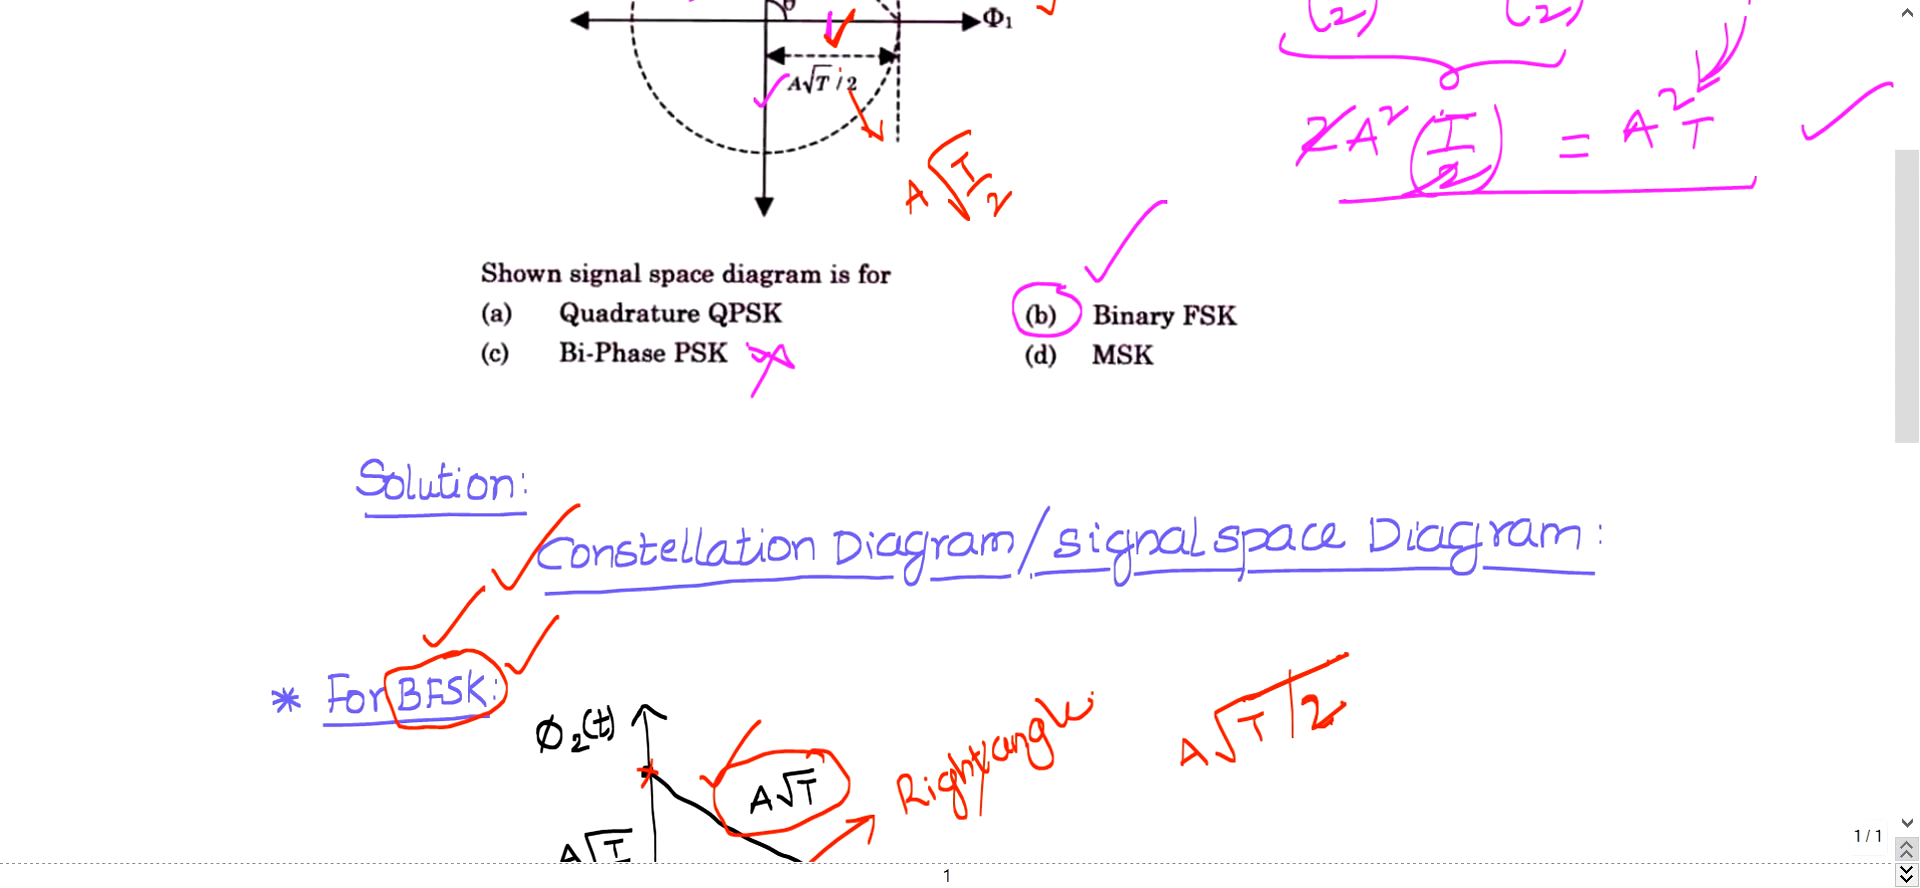 θ
Φ₁
(2) (2)
A√T / 2
2A² (T/2) = A²T
A√T/2
Shown signal space diagram is for
(a) Quadrature QPSK (b) Binary FSK
(c) Bi-Phase PSK (d) MSK
Solution:
Constellation Diagram/signal space Diagram:
* For BFSK:
ϕ₂(t)
A√T
Right angle
A√T/2
A√T
1 / 1
1